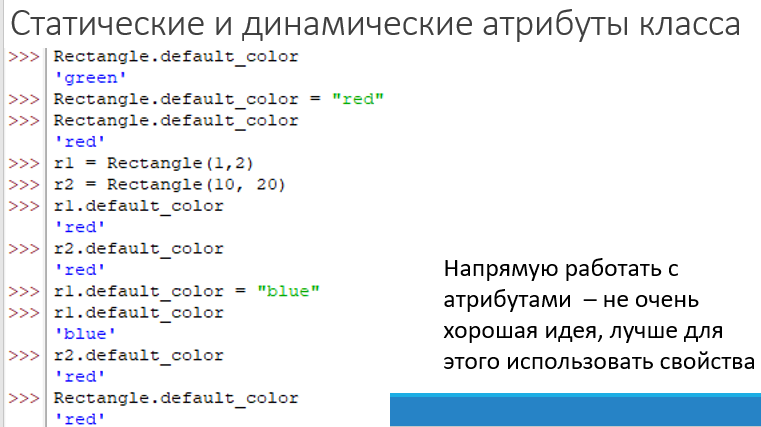 Статические и динамические атрибуты класса
>>> Rectangle.default_color
'green'
>>> Rectangle.default_color = "red"
>>> Rectangle.default_color
'red'
>>> r1 = Rectangle(1,2)
>>> r2 = Rectangle(10, 20)
>>> r1.default_color
'red'
>>> r2.default_color
'red'
>>> r1.default_color = "blue"
>>> r1.default_color
'blue'
>>> r2.default_color
'red'
>>> Rectangle.default_color
'red'
Напрямую работать с
атрибутами – не очень
хорошая идея, лучше для
этого использовать свойства